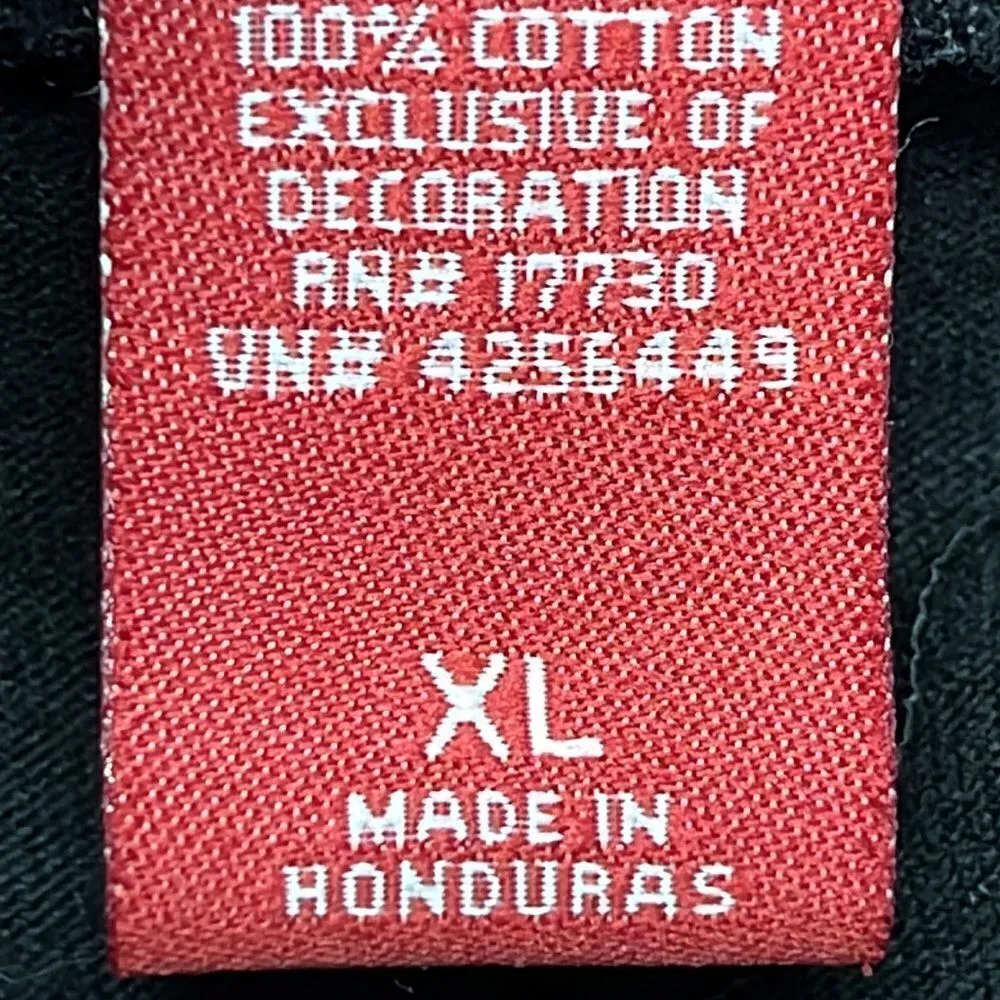 100% COTTON
EXCLUSIVE OF
DECORATION
RN# 17730
VN# 4256449
XL
MADE IN
HONDURAS